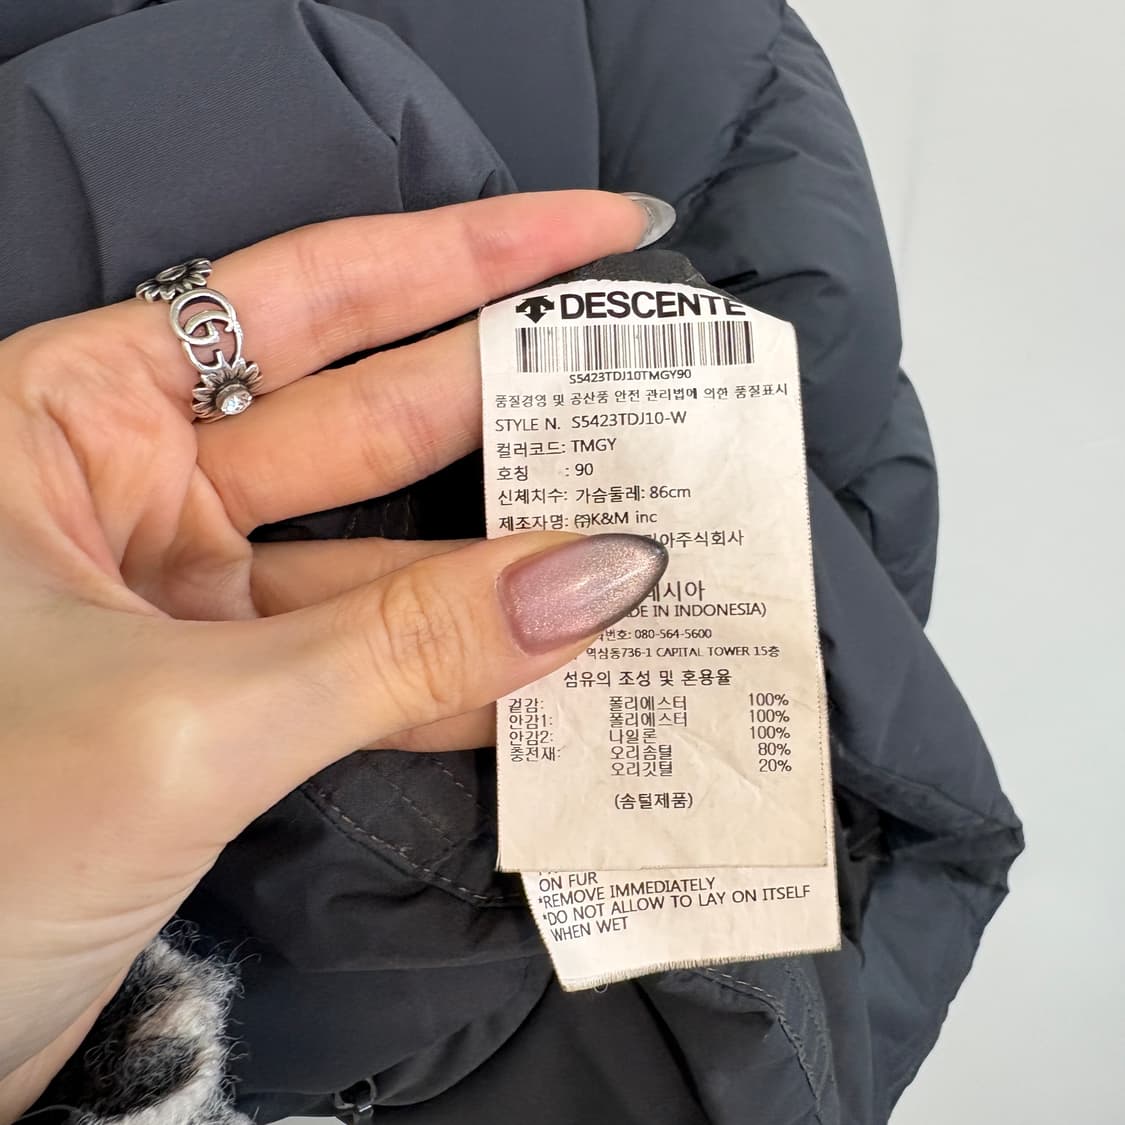 DESCENTE
S5423TDJ10TMGY90
품질경영 및 공산품 안전 관리법에 의한 품질표시
STYLE N. S5423TDJ10-W
컬러코드: TMGY
호칭 : 90
신체치수: 가슴둘레: 86cm
제조자명: ㈜K&M inc
아주식회사
네시아
DE IN INDONESIA)
번호: 080-564-5600
역삼동736-1 CAPITAL TOWER 15층
섬유의 조성 및 혼용율
겉감: 폴리에스터 100%
안감1: 폴리에스터 100%
안감2: 나일론 100%
충전재: 오리솜털 80%
오리깃털 20%
(솜털제품)
ON FUR
*REMOVE IMMEDIATELY
*DO NOT ALLOW TO LAY ON ITSELF
WHEN WET